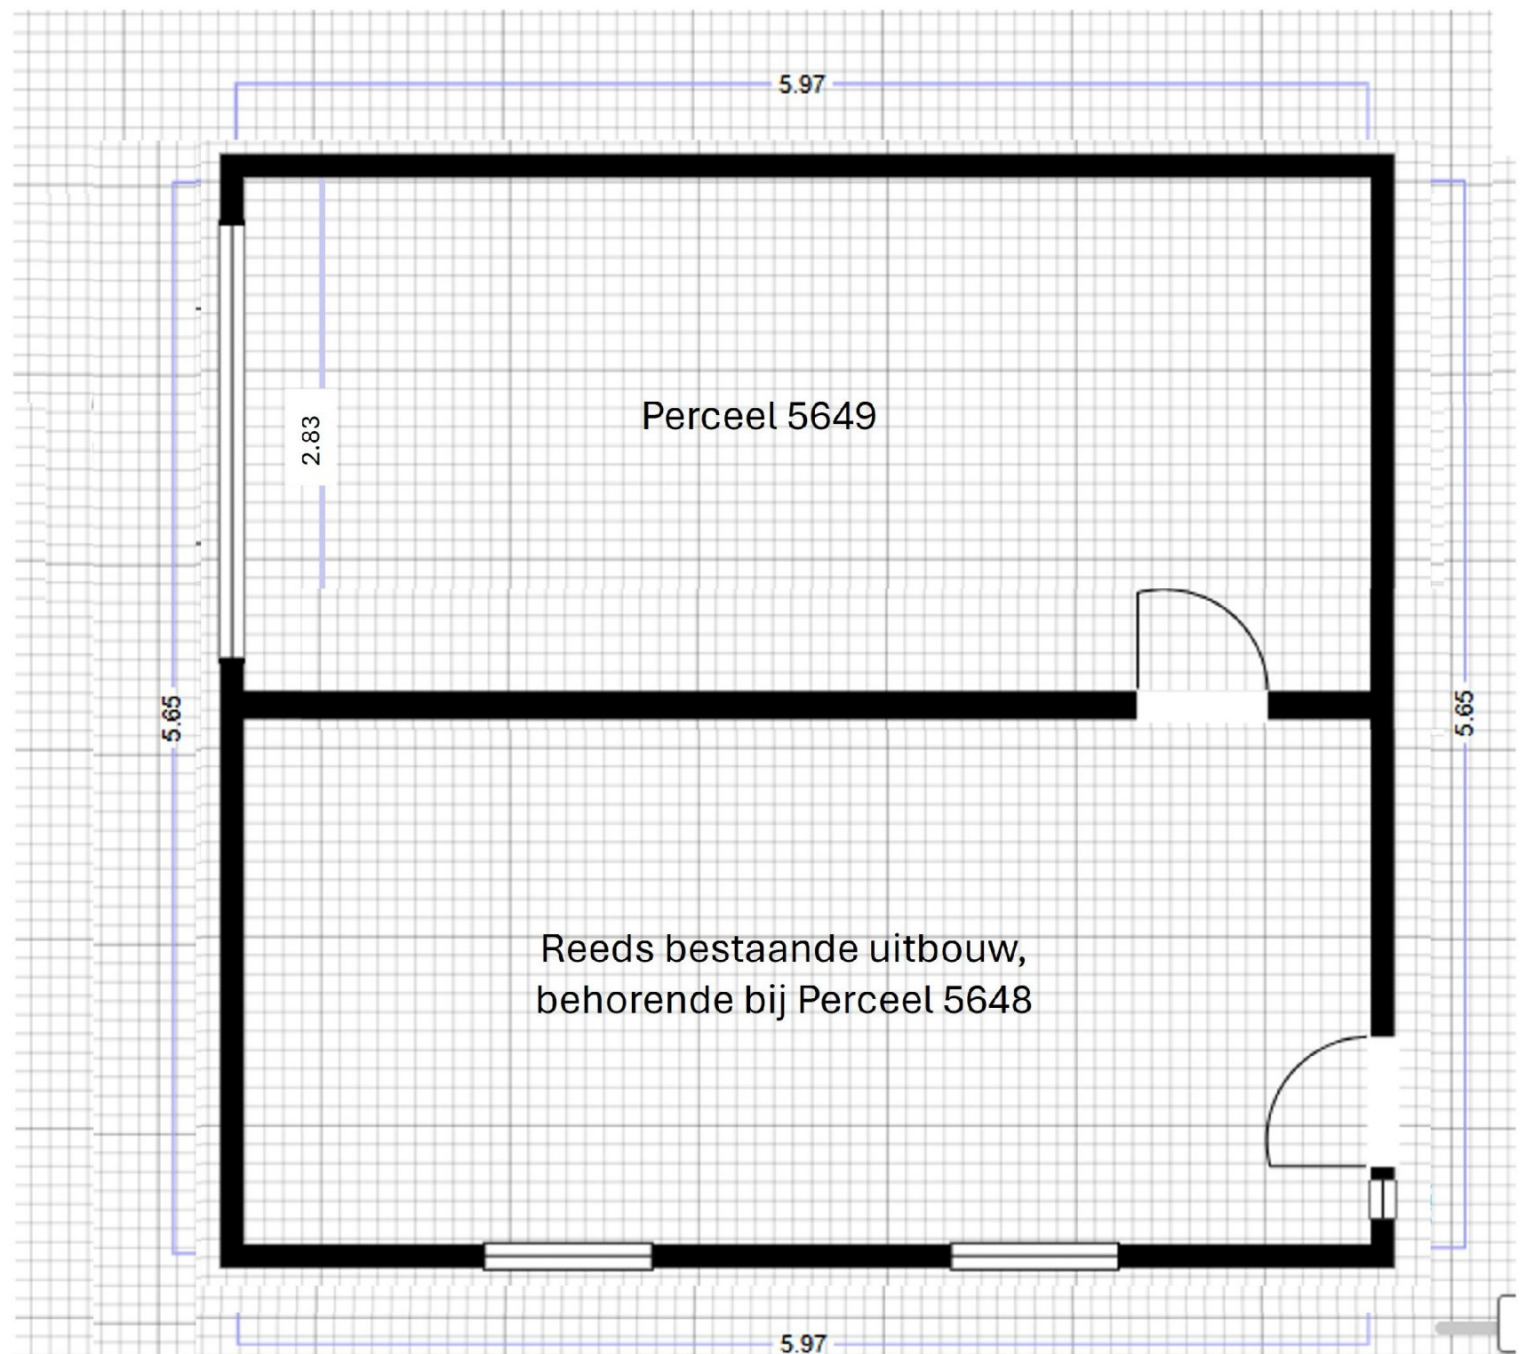 5.97
Perceel 5649
2.83
5.65
5.65
Reeds bestaande uitbouw,
behorende bij Perceel 5648
5.97